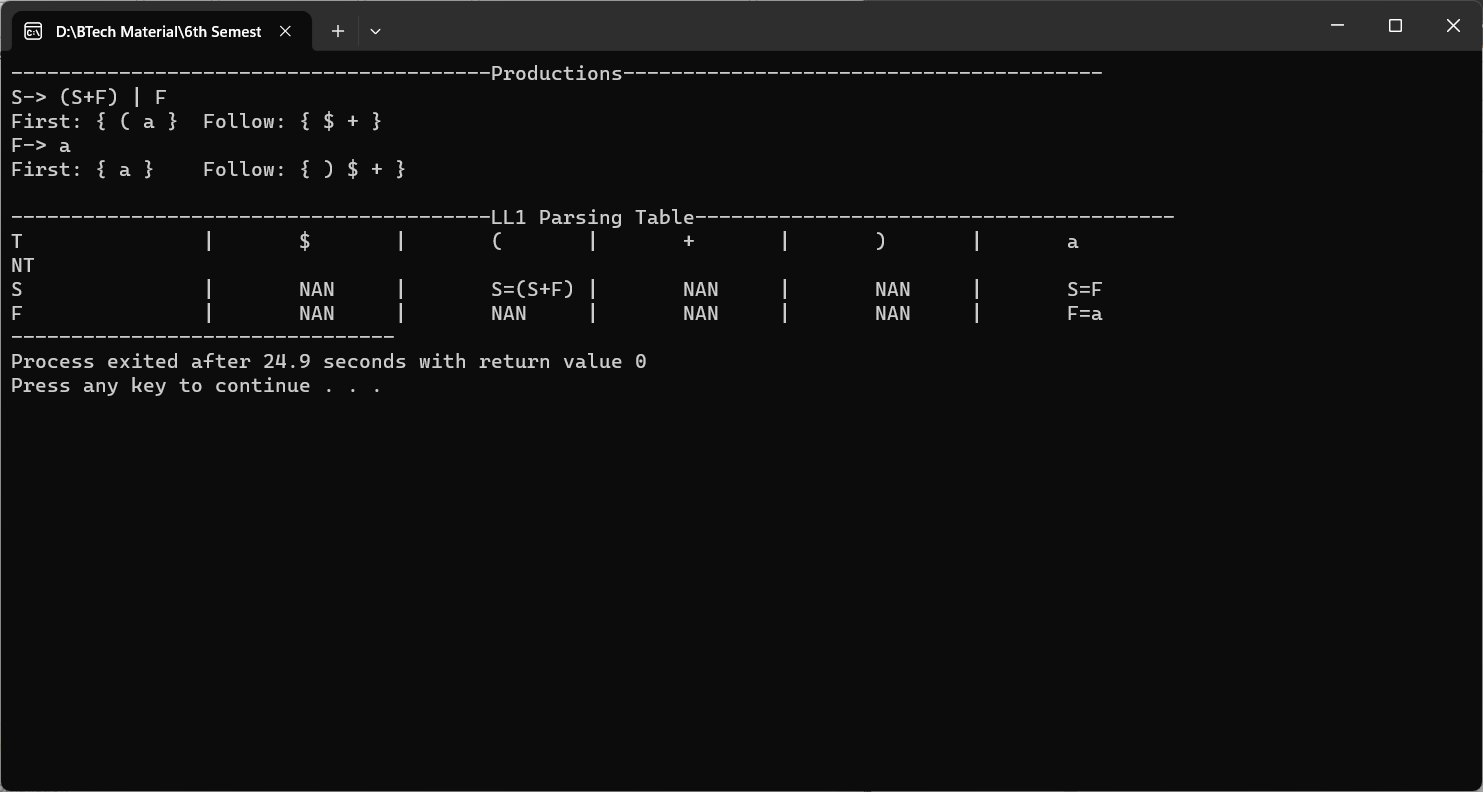 D:\BTech Material\6th Semest
----------------------------------------Productions----------------------------------------
S-> (S+F) | F
First: { ( a }  Follow: { $ + }
F-> a
First: { a }    Follow: { ) $ + }
----------------------------------------LL1 Parsing Table----------------------------------------
T               |       $       |       (       |       +       |       )       |       a
NT
S               |       NAN     |       S=(S+F) |       NAN     |       NAN     |       S=F
F               |       NAN     |       NAN     |       NAN     |       NAN     |       F=a
--------------------------------
Process exited after 24.9 seconds with return value 0
Press any key to continue . . .